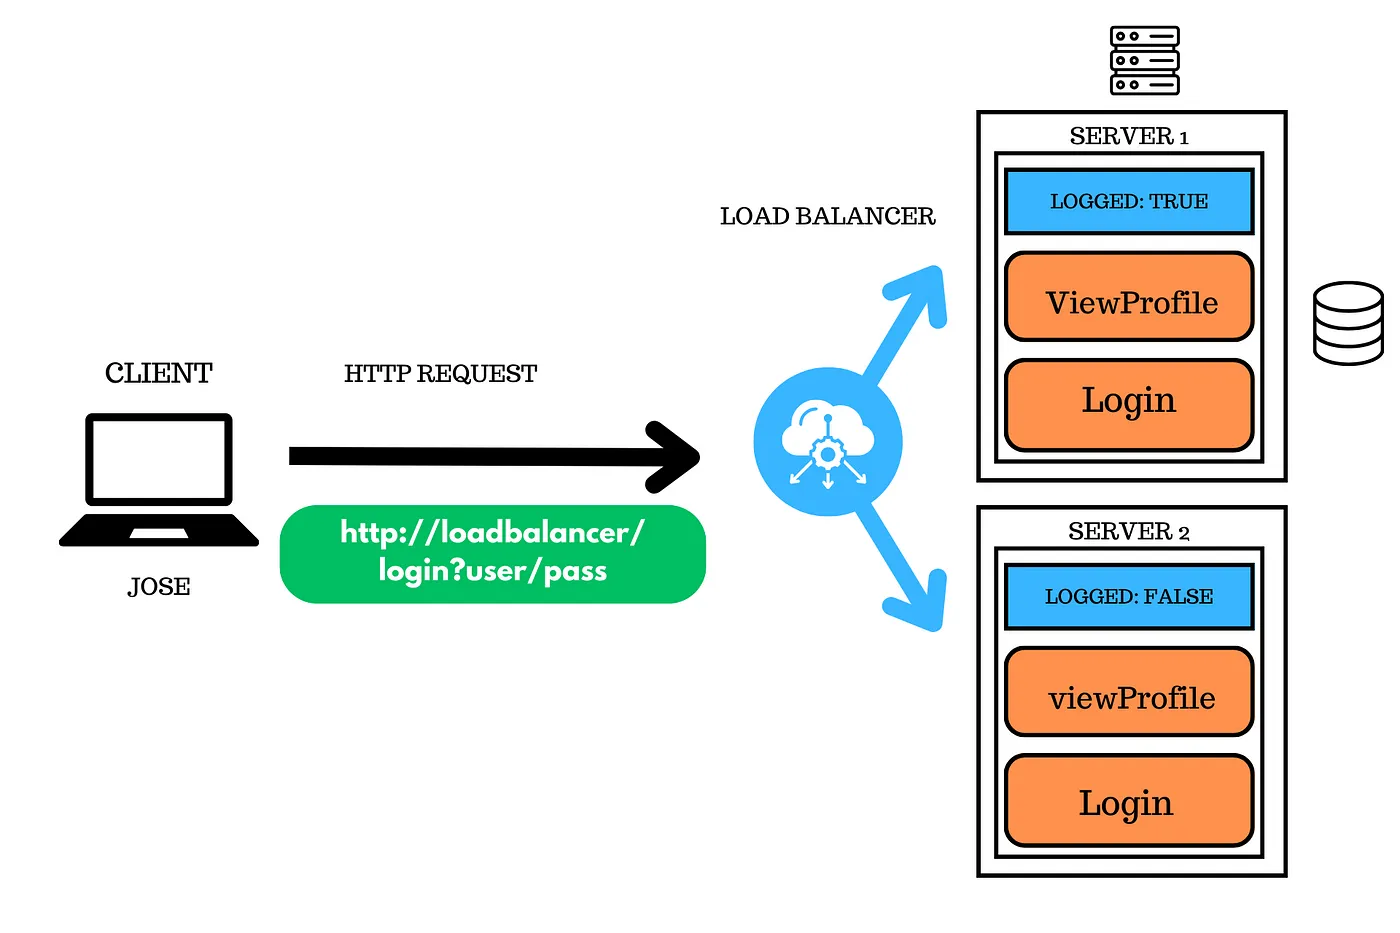 SERVER 1
LOGGED: TRUE
LOAD BALANCER
ViewProfile
CLIENT
HTTP REQUEST
Login
http://loadbalancer/
login?user/pass
SERVER 2
JOSE
LOGGED: FALSE
viewProfile
Login